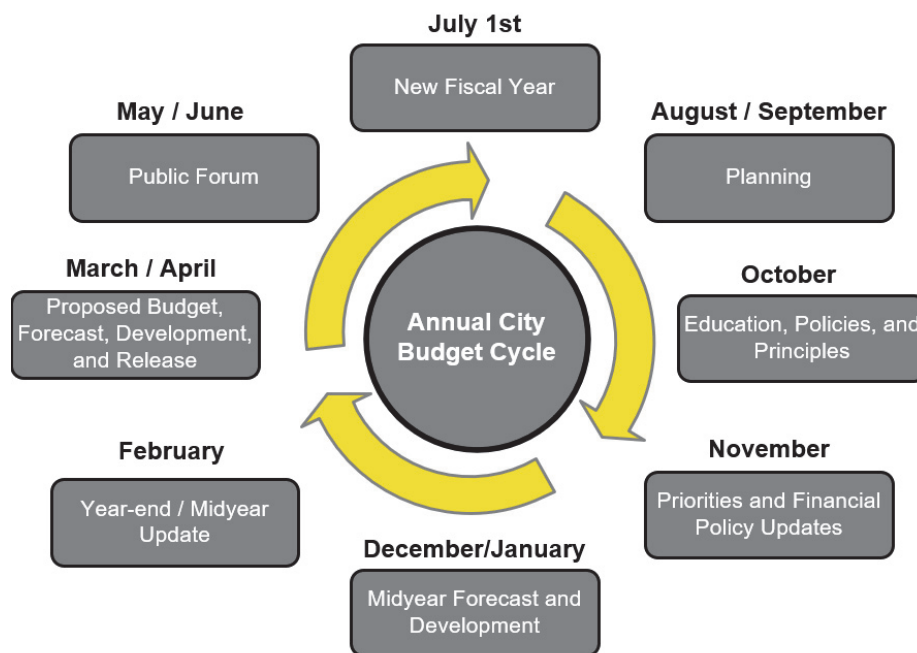 July 1st
New Fiscal Year
August / September
Planning
October
Education, Policies, and
Principles
November
Priorities and Financial
Policy Updates
December/January
Midyear Forecast and
Development
February
Year-end / Midyear
Update
March / April
Proposed Budget,
Forecast, Development,
and Release
May / June
Public Forum
Annual City
Budget Cycle